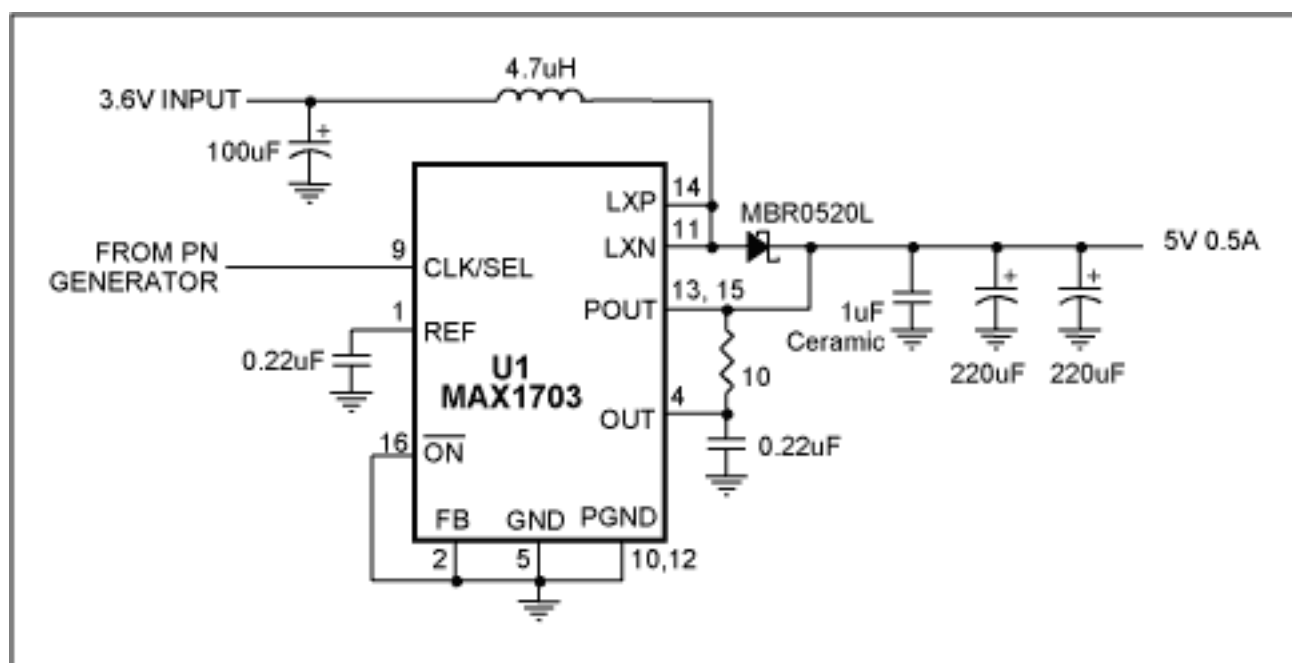 4.7uH
3.6V INPUT
+
100uF
14
LXP
MBR0520L
11
LXN
5V 0.5A
FROM PN
GENERATOR
9
CLK/SEL
13, 15
POUT
+
+
1uF
Ceramic
1
REF
0.22uF
220uF
220uF
U1
MAX1703
10
4
OUT
0.22uF
16
ON
FB
GND
PGND
2
5
10,12